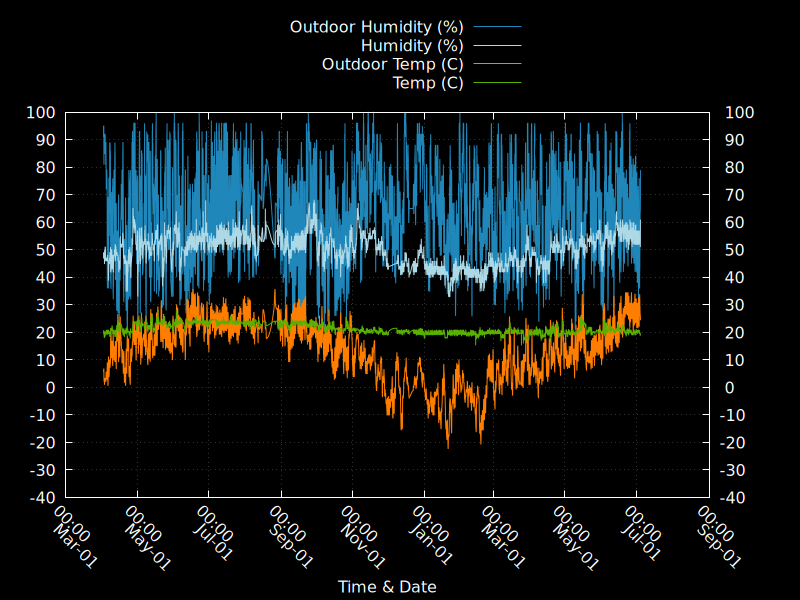 Outdoor Humidity (%)
Humidity (%)
Outdoor Temp (C)
Temp (C)
100 100
90 90
80 80
70 70
60 60
50 50
40 40
30 30
20 20
10 10
0 0
-10 -10
-20 -20
-30 -30
-40 -40
00:00 00:00 00:00 00:00 00:00 00:00 00:00 00:00 00:00 00:00
Mar-01 May-01 Jul-01 Sep-01 Nov-01 Jan-01 Mar-01 May-01 Jul-01 Sep-01
Time & Date